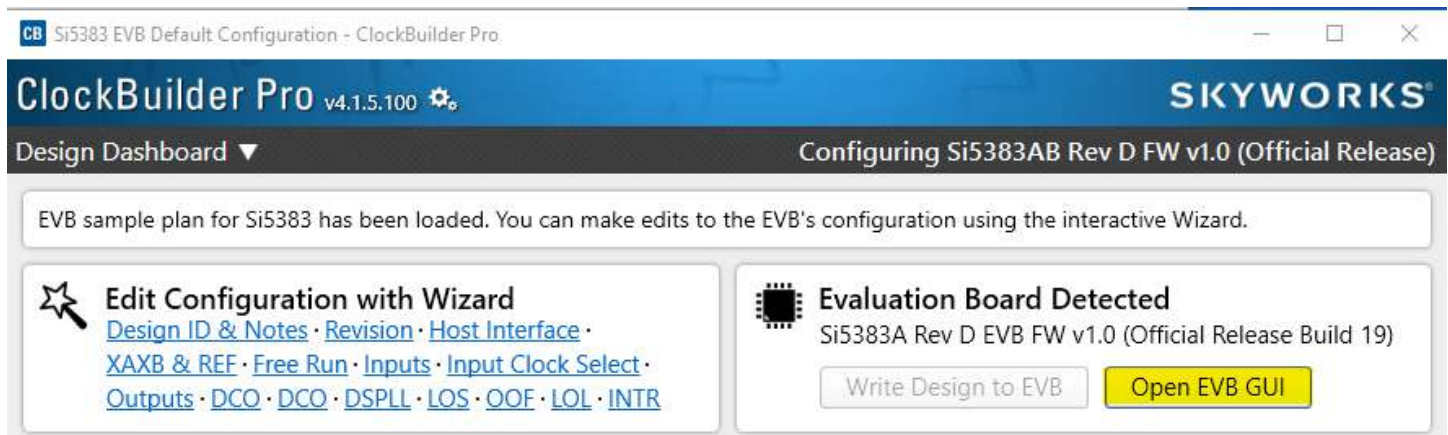 CB Si5383 EVB Default Configuration - ClockBuilder Pro
ClockBuilder Pro v4.1.5.100
SKYWORKS®
Design Dashboard ▼
Configuring Si5383AB Rev D FW v1.0 (Official Release)
EVB sample plan for Si5383 has been loaded. You can make edits to the EVB's configuration using the interactive Wizard.
Edit Configuration with Wizard
Design ID & Notes · Revision · Host Interface ·
XAXB & REF · Free Run · Inputs · Input Clock Select ·
Outputs · DCO · DCO · DSPLL · LOS · OOF · LOL · INTR
Evaluation Board Detected
Si5383A Rev D EVB FW v1.0 (Official Release Build 19)
Write Design to EVB
Open EVB GUI